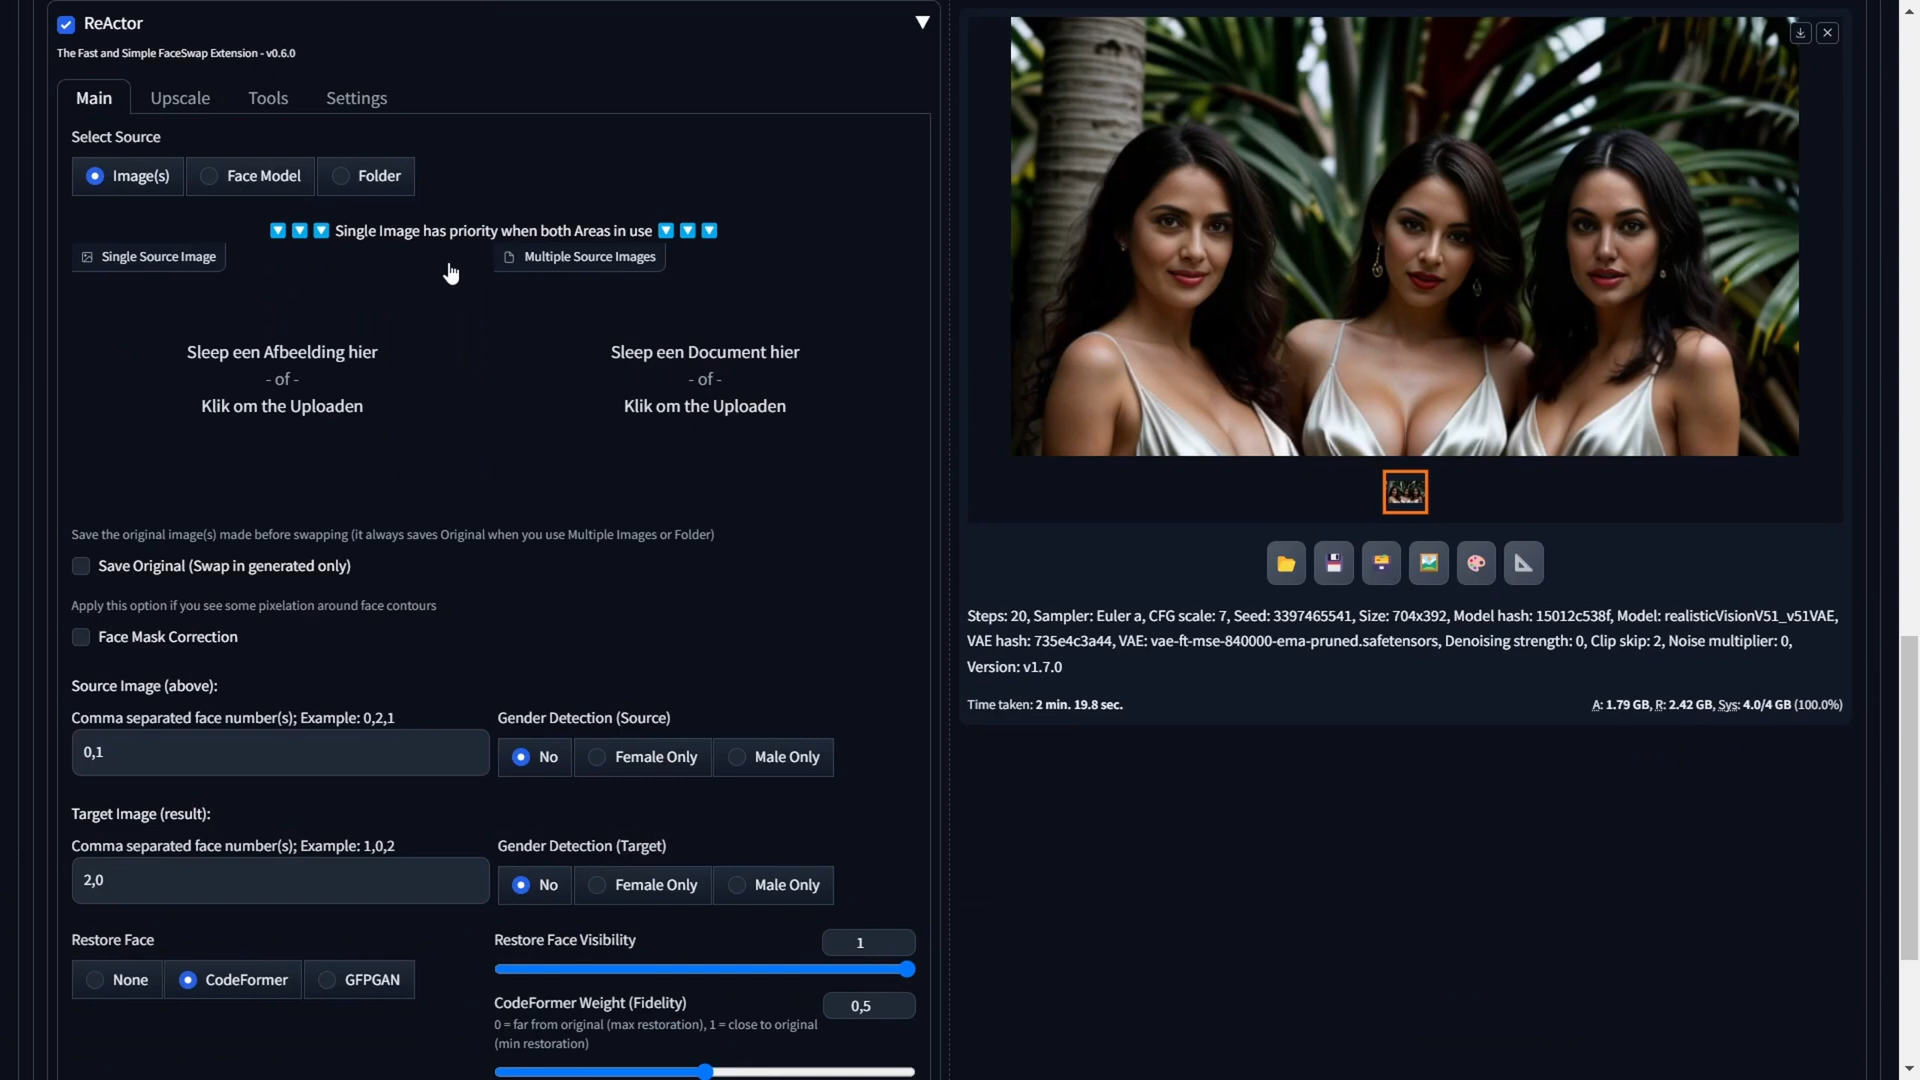 ReActor
The Fast and Simple FaceSwap Extension - v0.6.0
Main
Upscale
Tools
Settings
Select Source
Image(s)
Face Model
Folder
Single Image has priority when both Areas in use
Single Source Image
Multiple Source Images
Sleep een Afbeelding hier
- of -
Klik om the Uploaden
Sleep een Document hier
- of -
Klik om the Uploaden
Save the original image(s) made before swapping (it always saves Original when you use Multiple Images or Folder)
Save Original (Swap in generated only)
Apply this option if you see some pixelation around face contours
Face Mask Correction
Source Image (above):
Comma separated face number(s); Example: 0,2,1
0,1
Gender Detection (Source)
No
Female Only
Male Only
Target Image (result):
Comma separated face number(s); Example: 1,0,2
2,0
Gender Detection (Target)
No
Female Only
Male Only
Restore Face
None
CodeFormer
GFPGAN
Restore Face Visibility
1
CodeFormer Weight (Fidelity)
0,5
0 = far from original (max restoration), 1 = close to original
(min restoration)
Steps: 20, Sampler: Euler a, CFG scale: 7, Seed: 3397465541, Size: 704x392, Model hash: 15012c538f, Model: realisticVisionV51_v51VAE,
VAE hash: 735e4c3a44, VAE: vae-ft-mse-840000-ema-pruned.safetensors, Denoising strength: 0, Clip skip: 2, Noise multiplier: 0,
Version: v1.7.0
Time taken: 2 min. 19.8 sec.
A: 1.79 GB, R: 2.42 GB, Sys: 4.0/4 GB (100.0%)